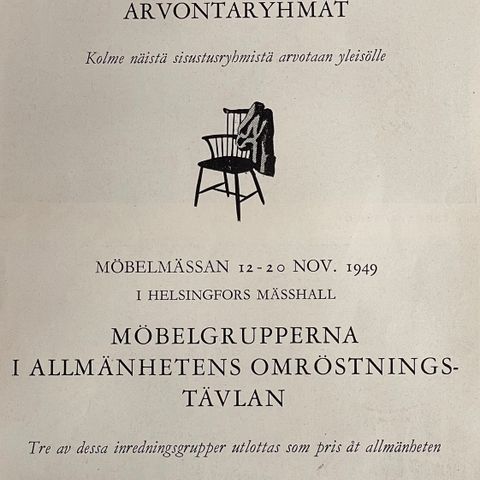 ARVONTARYHMAT
Kolme näistä sisustusryhmistä arvotaan yleisölle
MÖBELMÄSSAN 12-20 NOV. 1949
I HELSINGFORS MÄSSHALL
MÖBELGRUPPERNA
I ALLMÄNHETENS OMRÖSTNINGS-
TÄVLAN
Tre av dessa inredningsgrupper utlottas som pris åt allmänheten